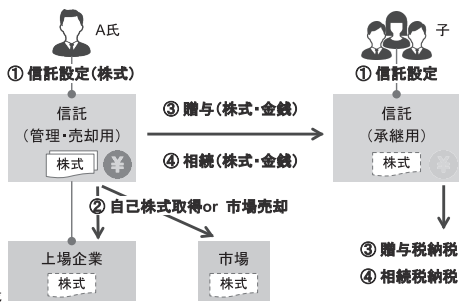 A氏
子
① 信託設定(株式)
① 信託設定
信託
(管理・売却用)
株式
¥
③ 贈与(株式・金銭)
④ 相続(株式・金銭)
信託
(承継用)
株式
¥
② 自己株式取得or 市場売却
上場企業
株式
市場
株式
③ 贈与税納税
④ 相続税納税